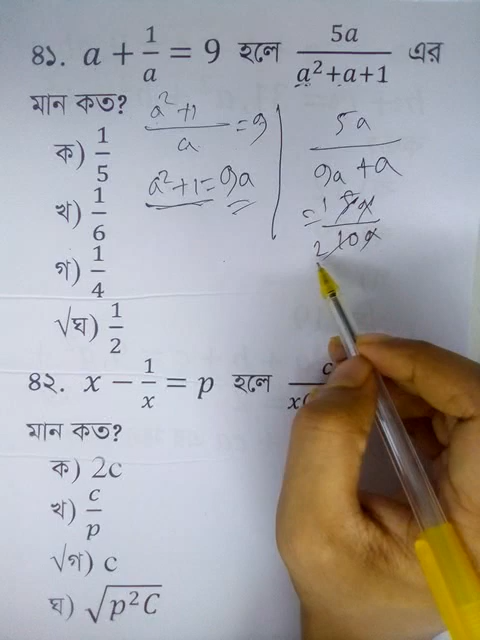 ৪১. a + 1/a = 9 হলে 5a/(a²+a+1) এর
মান কত?
ক) 1/5
খ) 1/6
গ) 1/4
√ঘ) 1/2
(a²+1)/a = 9
a²+1 = 9a
5a/(9a+a)
= 1 5a/2 10a
৪২. x − 1/x = p হলে
মান কত?
ক) 2c
খ) c/p
√গ) c
ঘ) √(p²C)